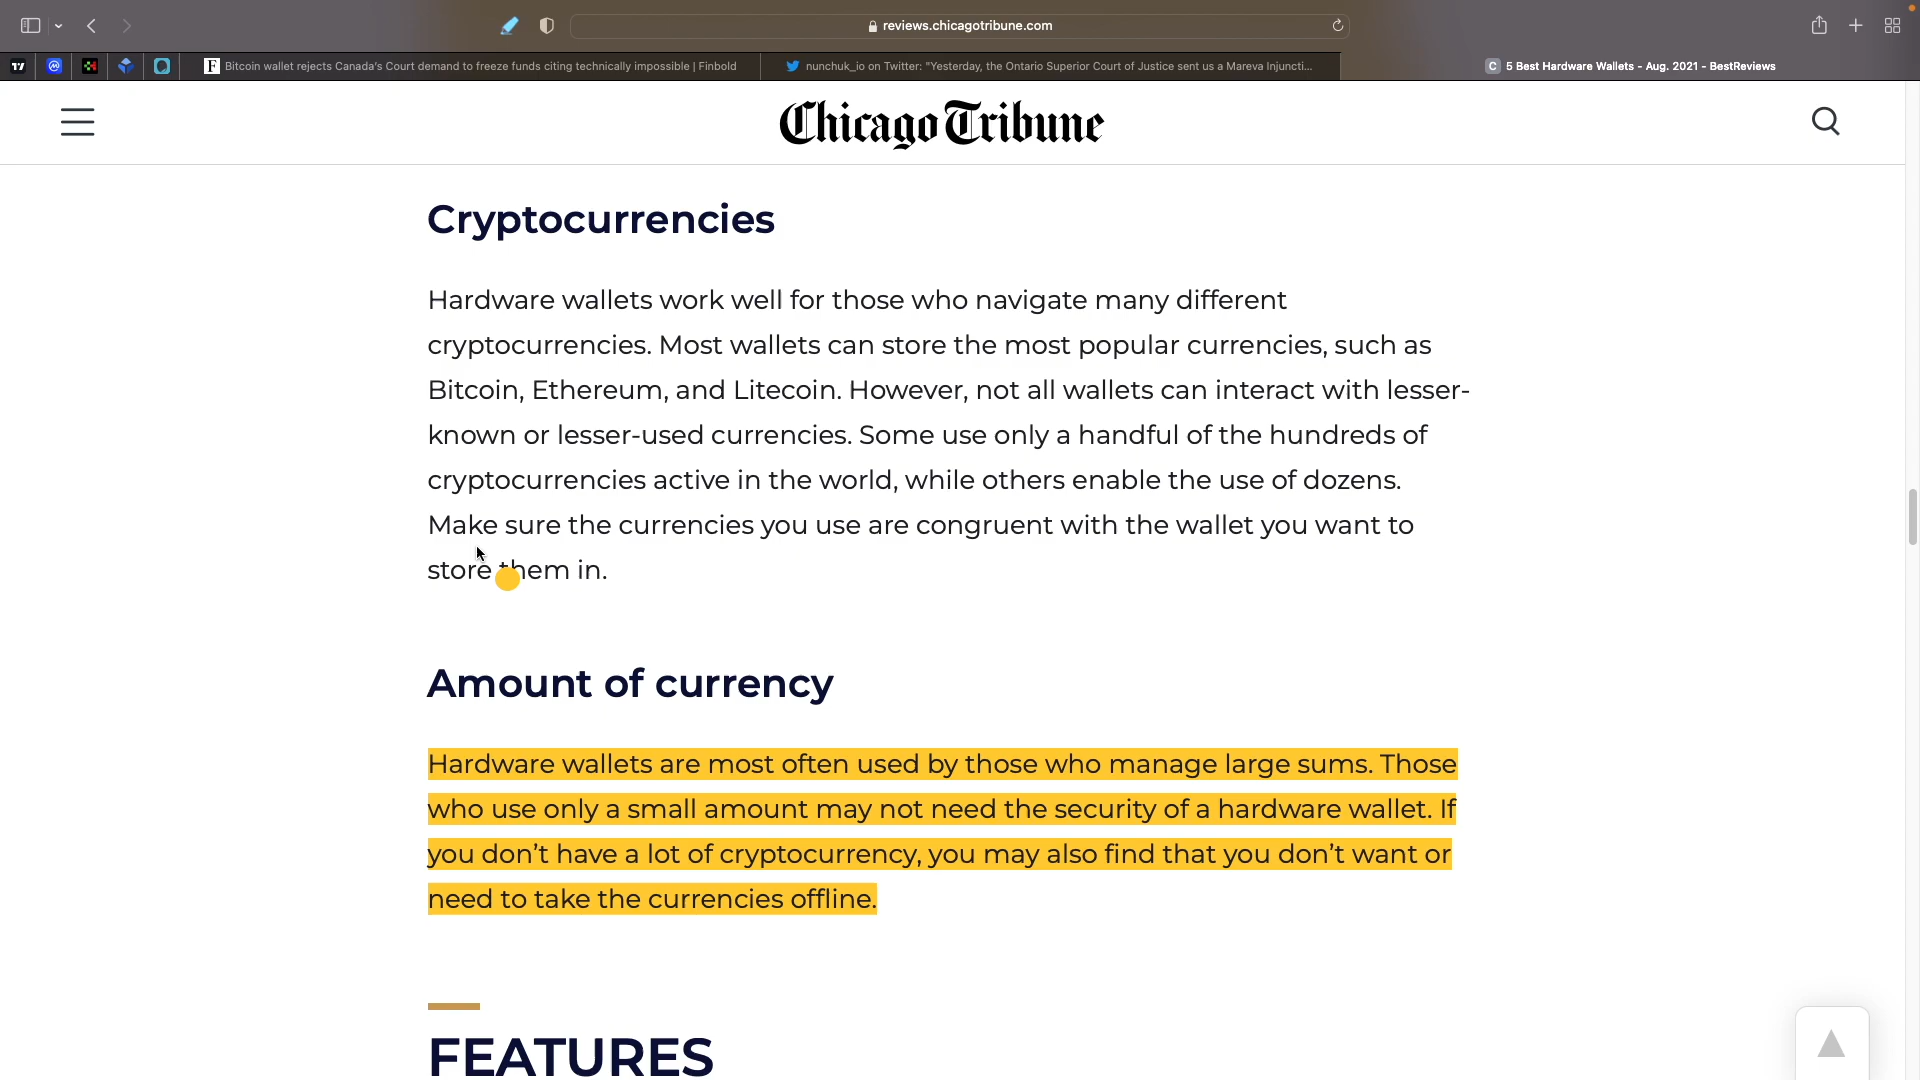 reviews.chicagotribune.com
F Bitcoin wallet rejects Canada's Court demand to freeze funds citing technically impossible | Finbold
nunchuk_io on Twitter: "Yesterday, the Ontario Superior Court of Justice sent us a Mareva Injuncti...
C 5 Best Hardware Wallets - Aug. 2021 - BestReviews
Chicago Tribune
Cryptocurrencies
Hardware wallets work well for those who navigate many different
cryptocurrencies. Most wallets can store the most popular currencies, such as
Bitcoin, Ethereum, and Litecoin. However, not all wallets can interact with lesser-
known or lesser-used currencies. Some use only a handful of the hundreds of
cryptocurrencies active in the world, while others enable the use of dozens.
Make sure the currencies you use are congruent with the wallet you want to
store them in.
Amount of currency
Hardware wallets are most often used by those who manage large sums. Those
who use only a small amount may not need the security of a hardware wallet. If
you don't have a lot of cryptocurrency, you may also find that you don't want or
need to take the currencies offline.
FEATURES